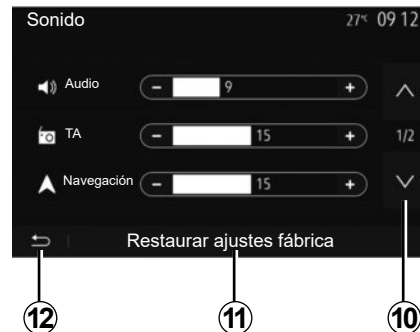 Sonido 27°C 09 12
Audio - 9 +
TA - 15 + 1/2
Navegación - 15 +
Restaurar ajustes fábrica
12 11 10